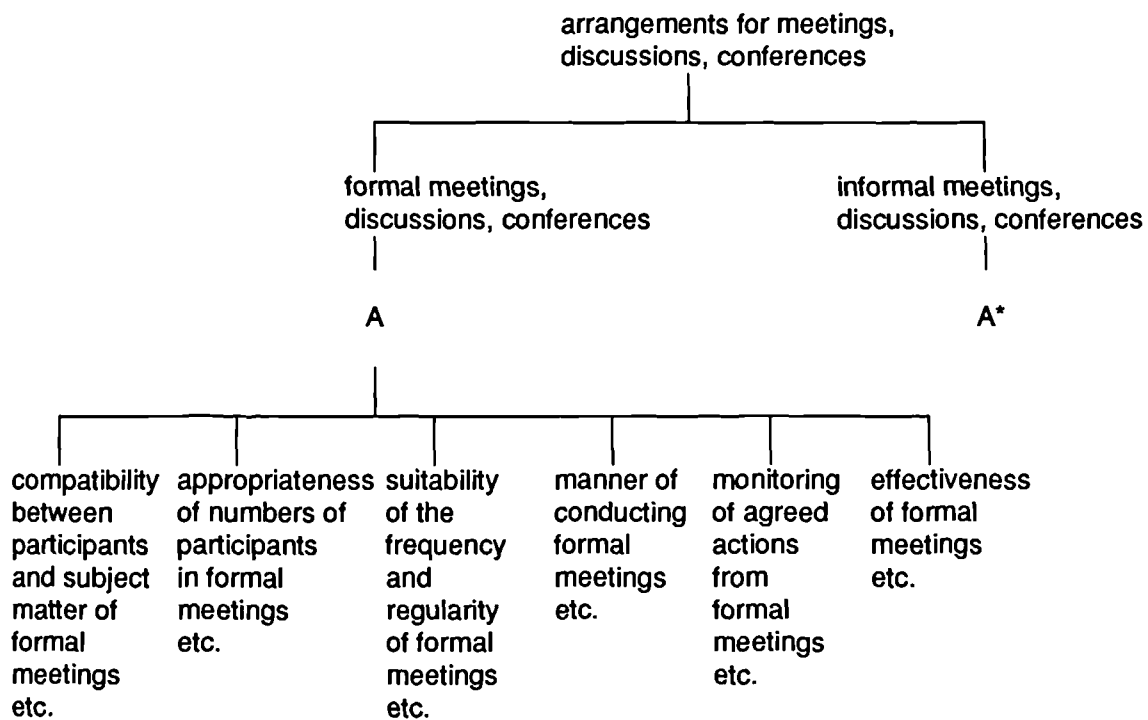 arrangements for meetings,
discussions, conferences
formal meetings,
discussions, conferences
informal meetings,
discussions, conferences
A
A*
compatibility
between
participants
and subject
matter of
formal
meetings
etc.
appropriateness
of numbers of
participants
in formal
meetings
etc.
suitability
of the
frequency
and
regularity
of formal
meetings
etc.
manner of
conducting
formal
meetings
etc.
monitoring
of agreed
actions
from
formal
meetings
etc.
effectiveness
of formal
meetings
etc.